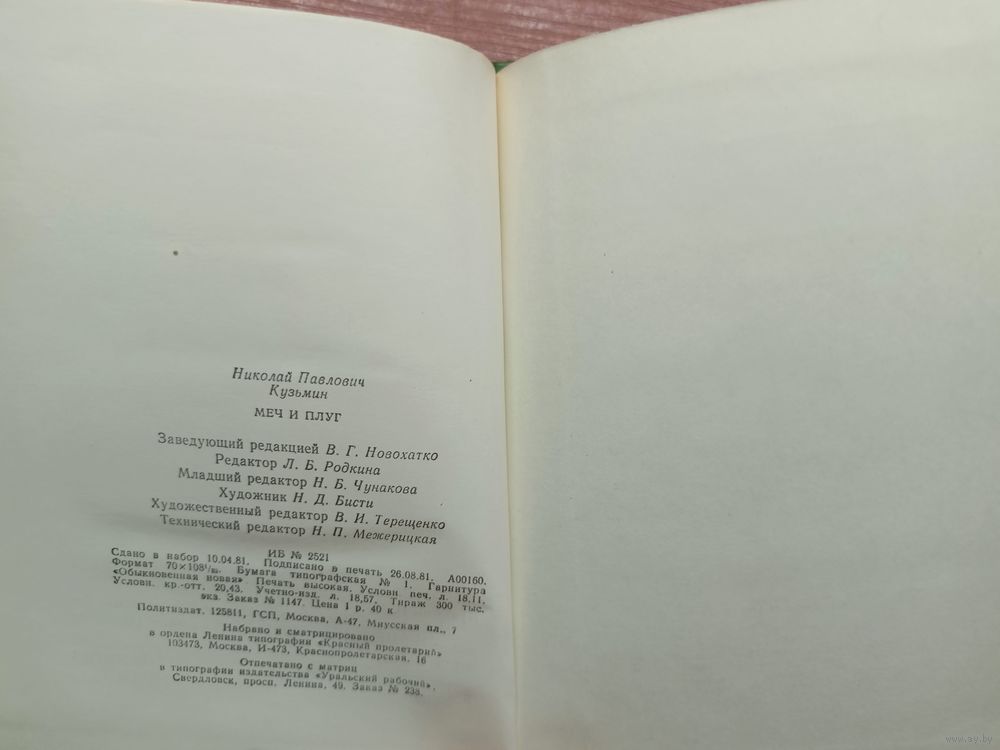 Николай Павлович
Кузьмин
МЕЧ И ПЛУГ
Заведующий редакцией В. Г. Новохатко
Редактор Л. Б. Родкина
Младший редактор Н. Б. Чунакова
Художник Н. Д. Бисти
Художественный редактор В. И. Терещенко
Технический редактор Н. П. Межерицкая
ИБ № 2521
Сдано в набор 10.04.81. Подписано в печать 26.08.81. А00160.
Формат 70×108¹/₃₂. Бумага типографская № 1. Гарнитура
«Обыкновенная новая» Печать высокая. Условн печ. л. 18,11.
Условн. кр.-отт. 20,43. Учетно-изд. л. 18,57. Тираж 300 тыс.
экз. Заказ № 1147. Цена 1 р. 40 к
Политиздат. 125811, ГСП, Москва, А-47, Миусская пл., 7
Набрано и сматрицировано
в ордена Ленина типографии «Красный пролетарий»
103473, Москва, И-473, Краснопролетарская, 16
Отпечатано с матриц
в типографии издательства «Уральский рабочий».
Свердловск, просп. Ленина, 49. Заказ № 238.
www.ay.by